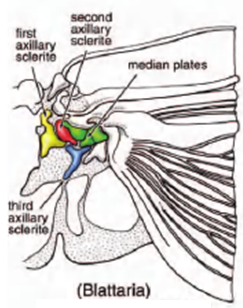 first
axillary
sclerite
second
axillary
sclerite
median plates
third
axillary
sclerite
(Blattaria)